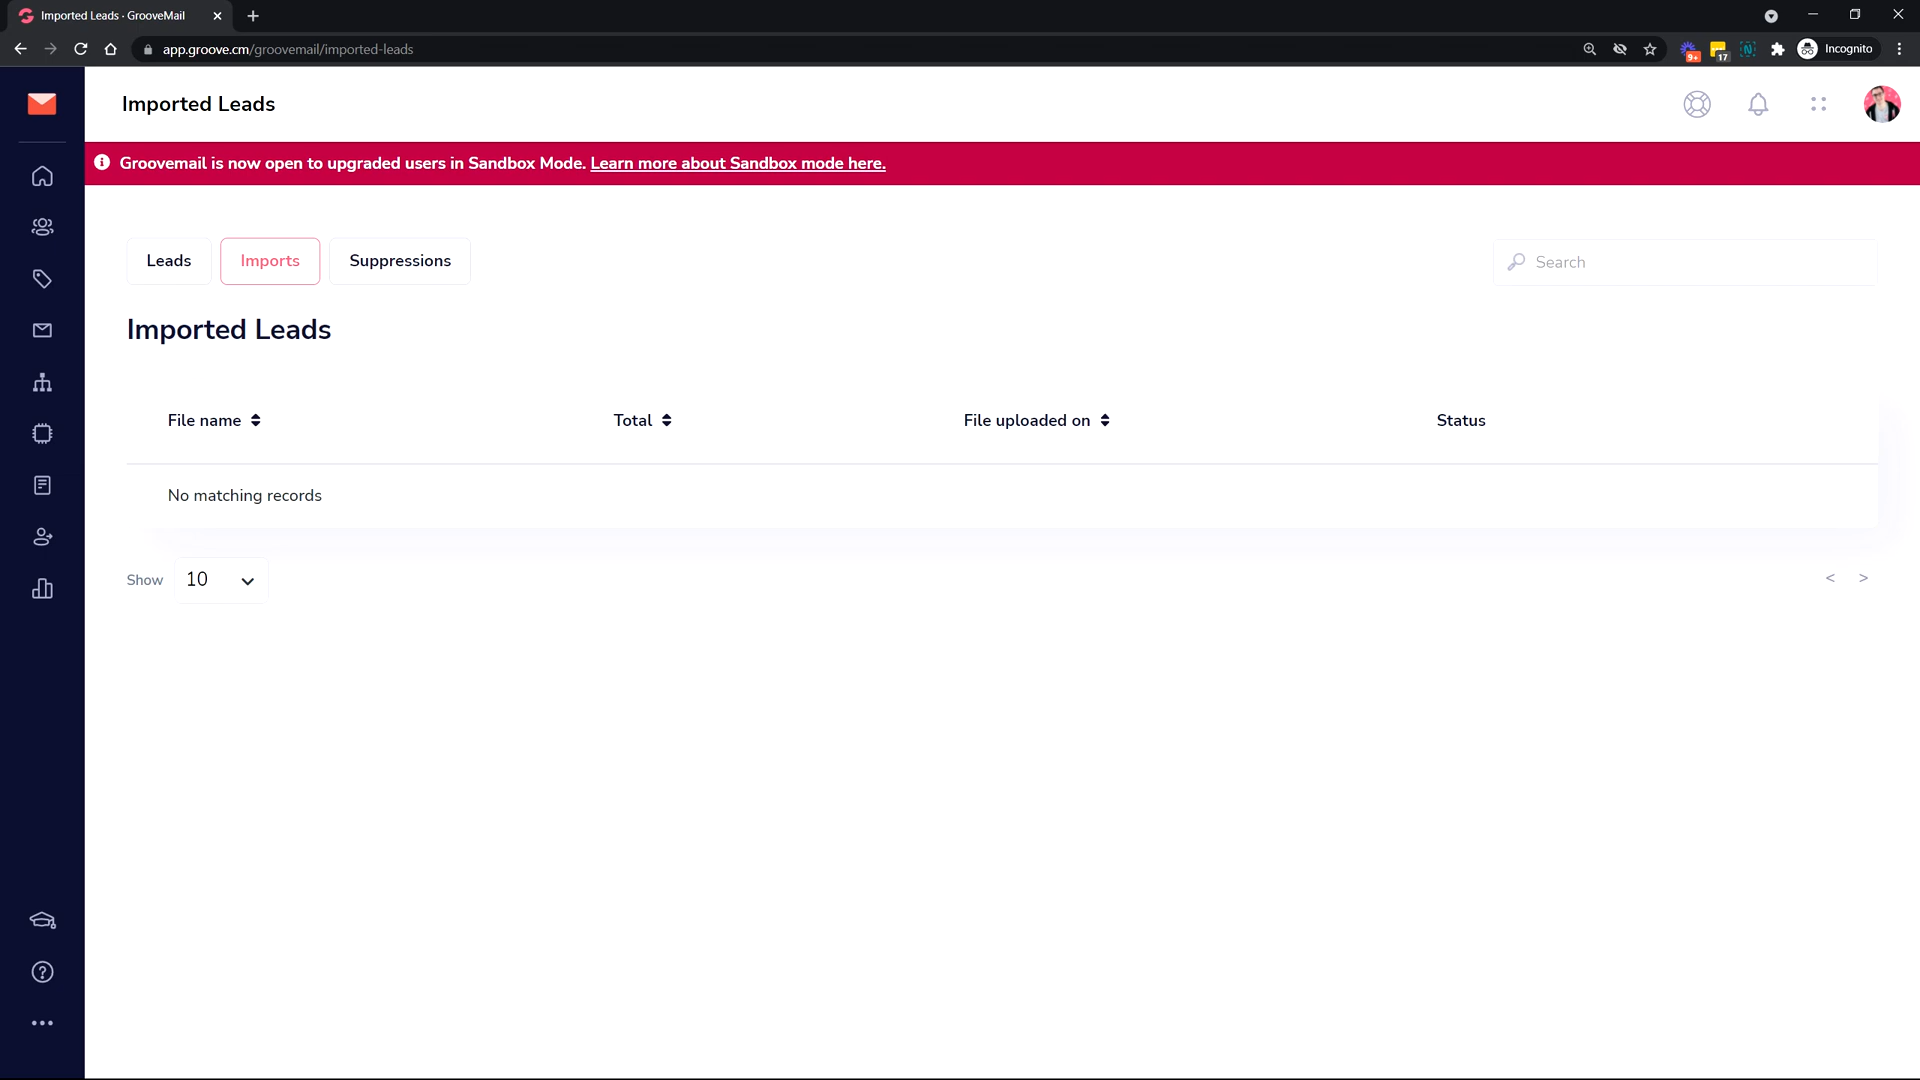 Imported Leads · GrooveMail
app.groove.cm/groovemail/imported-leads
9+
17
N
Incognito
Imported Leads
Groovemail is now open to upgraded users in Sandbox Mode. Learn more about Sandbox mode here.
Leads
Imports
Suppressions
Search
Imported Leads
File name
Total
File uploaded on
Status
No matching records
Show
10
<
>